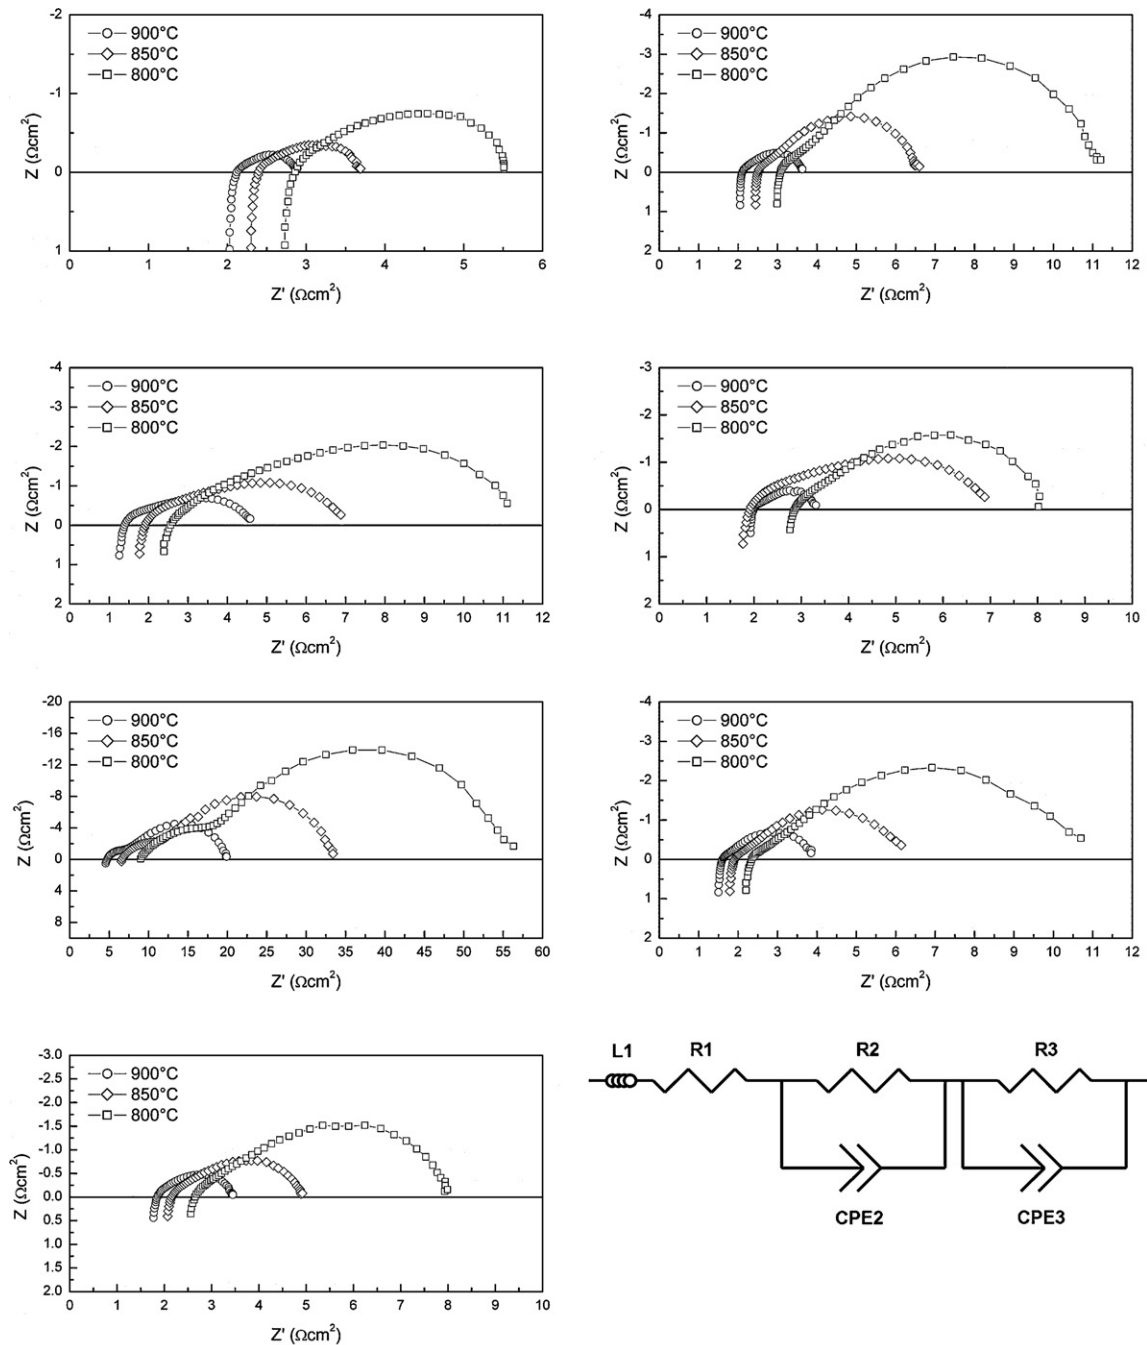 900°C
850°C
800°C
-2
-1
0
1
Z (Ωcm²)
0 1 2 3 4 5 6
Z' (Ωcm²)
900°C
850°C
800°C
-4
-3
-2
-1
0
1
2
Z (Ωcm²)
0 1 2 3 4 5 6 7 8 9 10 11 12
Z' (Ωcm²)
900°C
850°C
800°C
-4
-3
-2
-1
0
1
2
Z (Ωcm²)
0 1 2 3 4 5 6 7 8 9 10 11 12
Z' (Ωcm²)
900°C
850°C
800°C
-3
-2
-1
0
1
2
Z (Ωcm²)
0 1 2 3 4 5 6 7 8 9 10
Z' (Ωcm²)
900°C
850°C
800°C
-20
-16
-12
-8
-4
0
4
8
Z (Ωcm²)
0 5 10 15 20 25 30 35 40 45 50 55 60
Z' (Ωcm²)
900°C
850°C
800°C
-4
-3
-2
-1
0
1
2
Z (Ωcm²)
0 1 2 3 4 5 6 7 8 9 10 11 12
Z' (Ωcm²)
900°C
850°C
800°C
-3.0
-2.5
-2.0
-1.5
-1.0
-0.5
0.0
0.5
1.0
1.5
2.0
Z (Ωcm²)
0 1 2 3 4 5 6 7 8 9 10
Z' (Ωcm²)
L1 R1 R2 R3
CPE2 CPE3